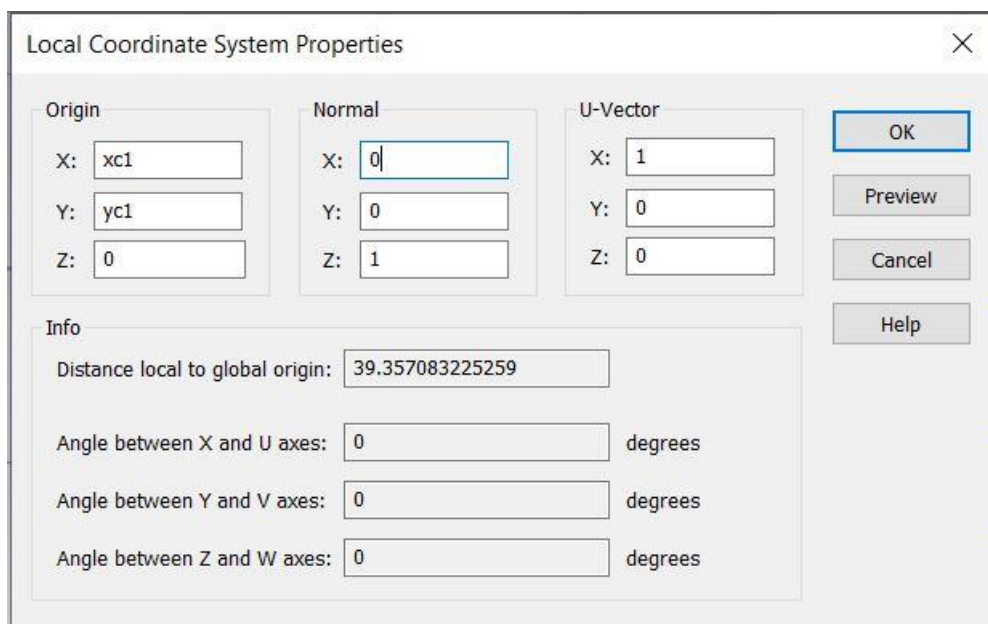 Local Coordinate System Properties
Origin
X: xc1
Y: yc1
Z: 0
Normal
X: 0
Y: 0
Z: 1
U-Vector
X: 1
Y: 0
Z: 0
OK
Preview
Cancel
Help
Info
Distance local to global origin: 39.357083225259
Angle between X and U axes: 0 degrees
Angle between Y and V axes: 0 degrees
Angle between Z and W axes: 0 degrees